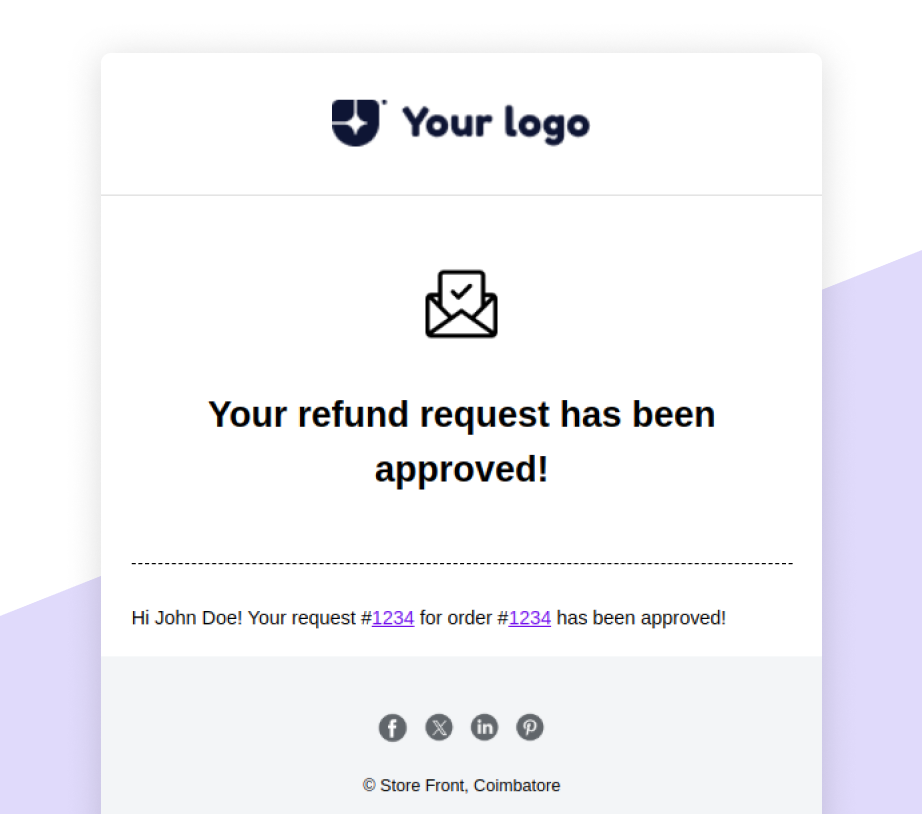 Your logo
Your refund request has been
approved!
Hi John Doe! Your request #1234 for order #1234 has been approved!
© Store Front, Coimbatore